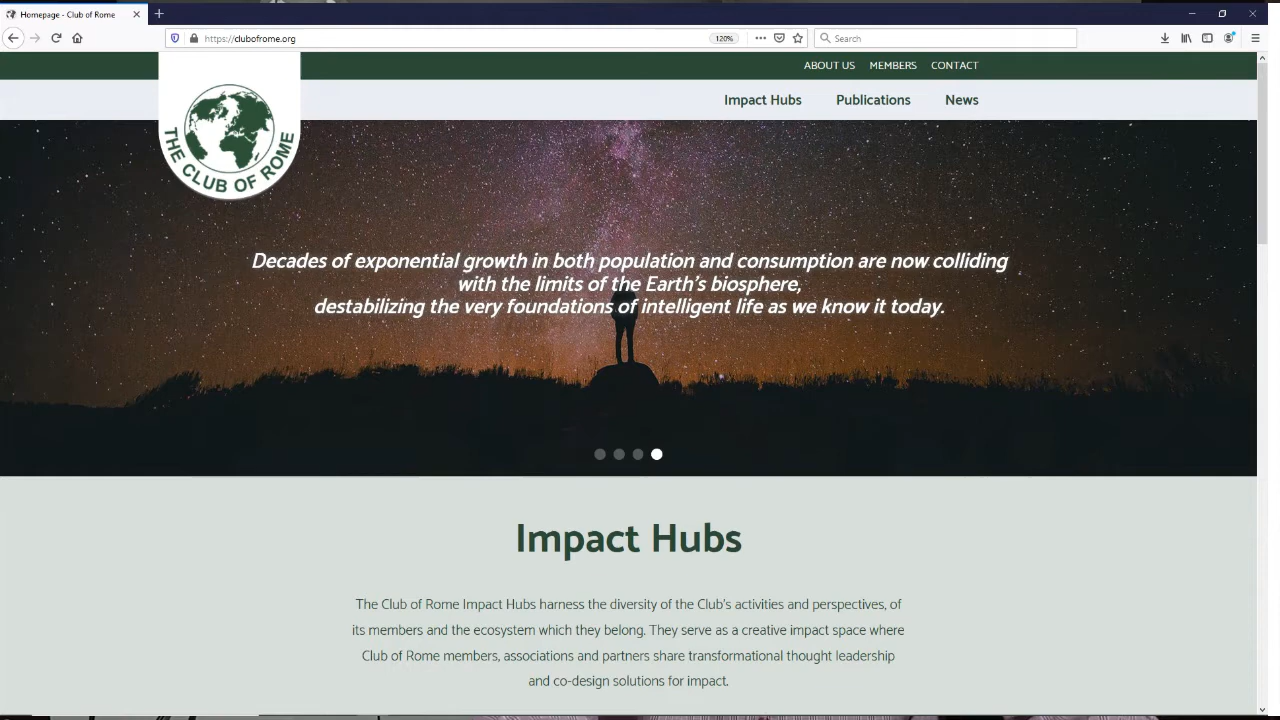 Homepage - Club of Rome
https://clubofrome.org
120%
Search
ABOUT US MEMBERS CONTACT
Impact Hubs Publications News
THE CLUB OF ROME
Decades of exponential growth in both population and consumption are now colliding
with the limits of the Earth's biosphere,
destabilizing the very foundations of intelligent life as we know it today.
Impact Hubs
The Club of Rome Impact Hubs harness the diversity of the Club's activities and perspectives, of
its members and the ecosystem which they belong. They serve as a creative impact space where
Club of Rome members, associations and partners share transformational thought leadership
and co-design solutions for impact.